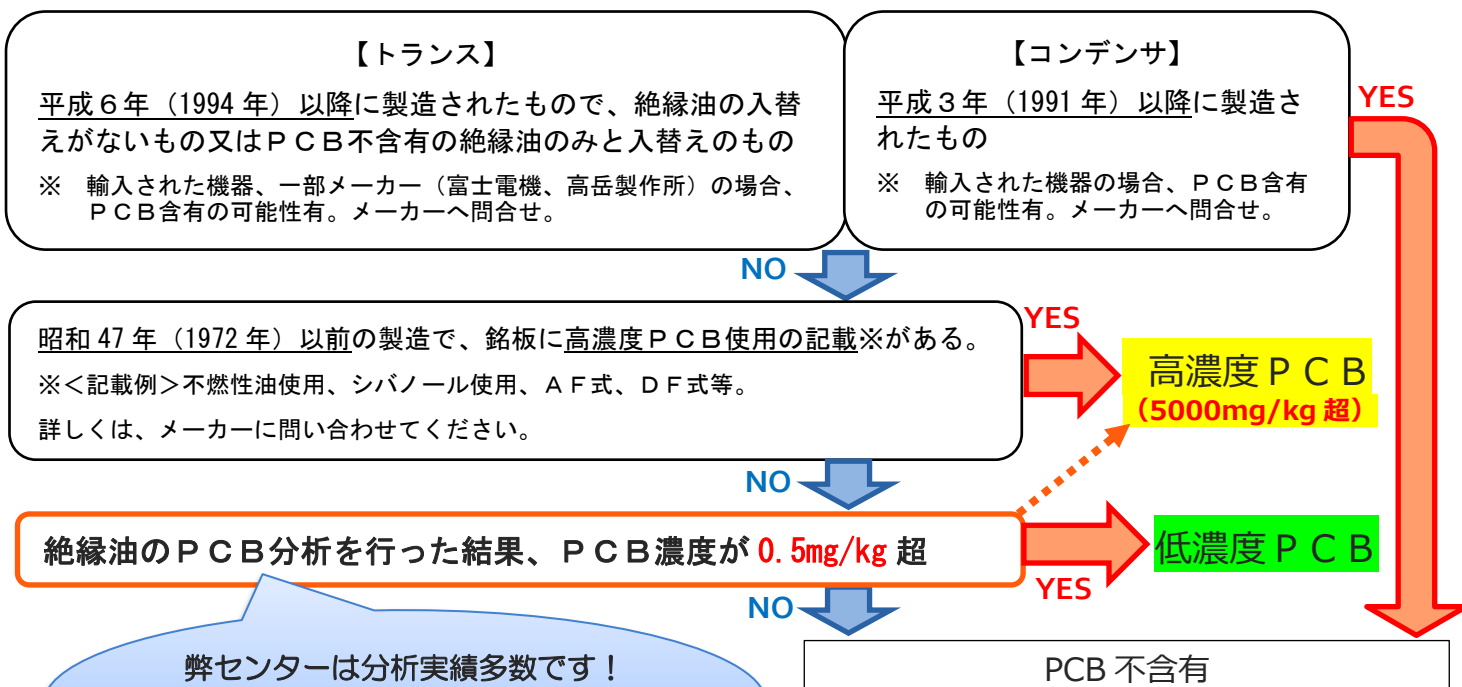 【トランス】
平成６年（1994 年）以降に製造されたもので、絶縁油の入替
えがないもの又はＰＣＢ不含有の絶縁油のみと入替えのもの
※　輸入された機器、一部メーカー（富士電機、高岳製作所）の場合、
ＰＣＢ含有の可能性有。メーカーへ問合せ。
【コンデンサ】
平成３年（1991 年）以降に製造さ
れたもの
※　輸入された機器の場合、ＰＣＢ含有
の可能性有。メーカーへ問合せ。
YES
NO
昭和 47 年（1972 年）以前の製造で、銘板に高濃度ＰＣＢ使用の記載※がある。
※＜記載例＞不燃性油使用、シバノール使用、ＡＦ式、ＤＦ式等。
詳しくは、メーカーに問い合わせてください。
YES
高濃度ＰＣＢ
（5000mg/kg 超）
NO
絶縁油のＰＣＢ分析を行った結果、ＰＣＢ濃度が 0.5mg/kg 超
YES
低濃度ＰＣＢ
NO
弊センターは分析実績多数です！
PCB 不含有